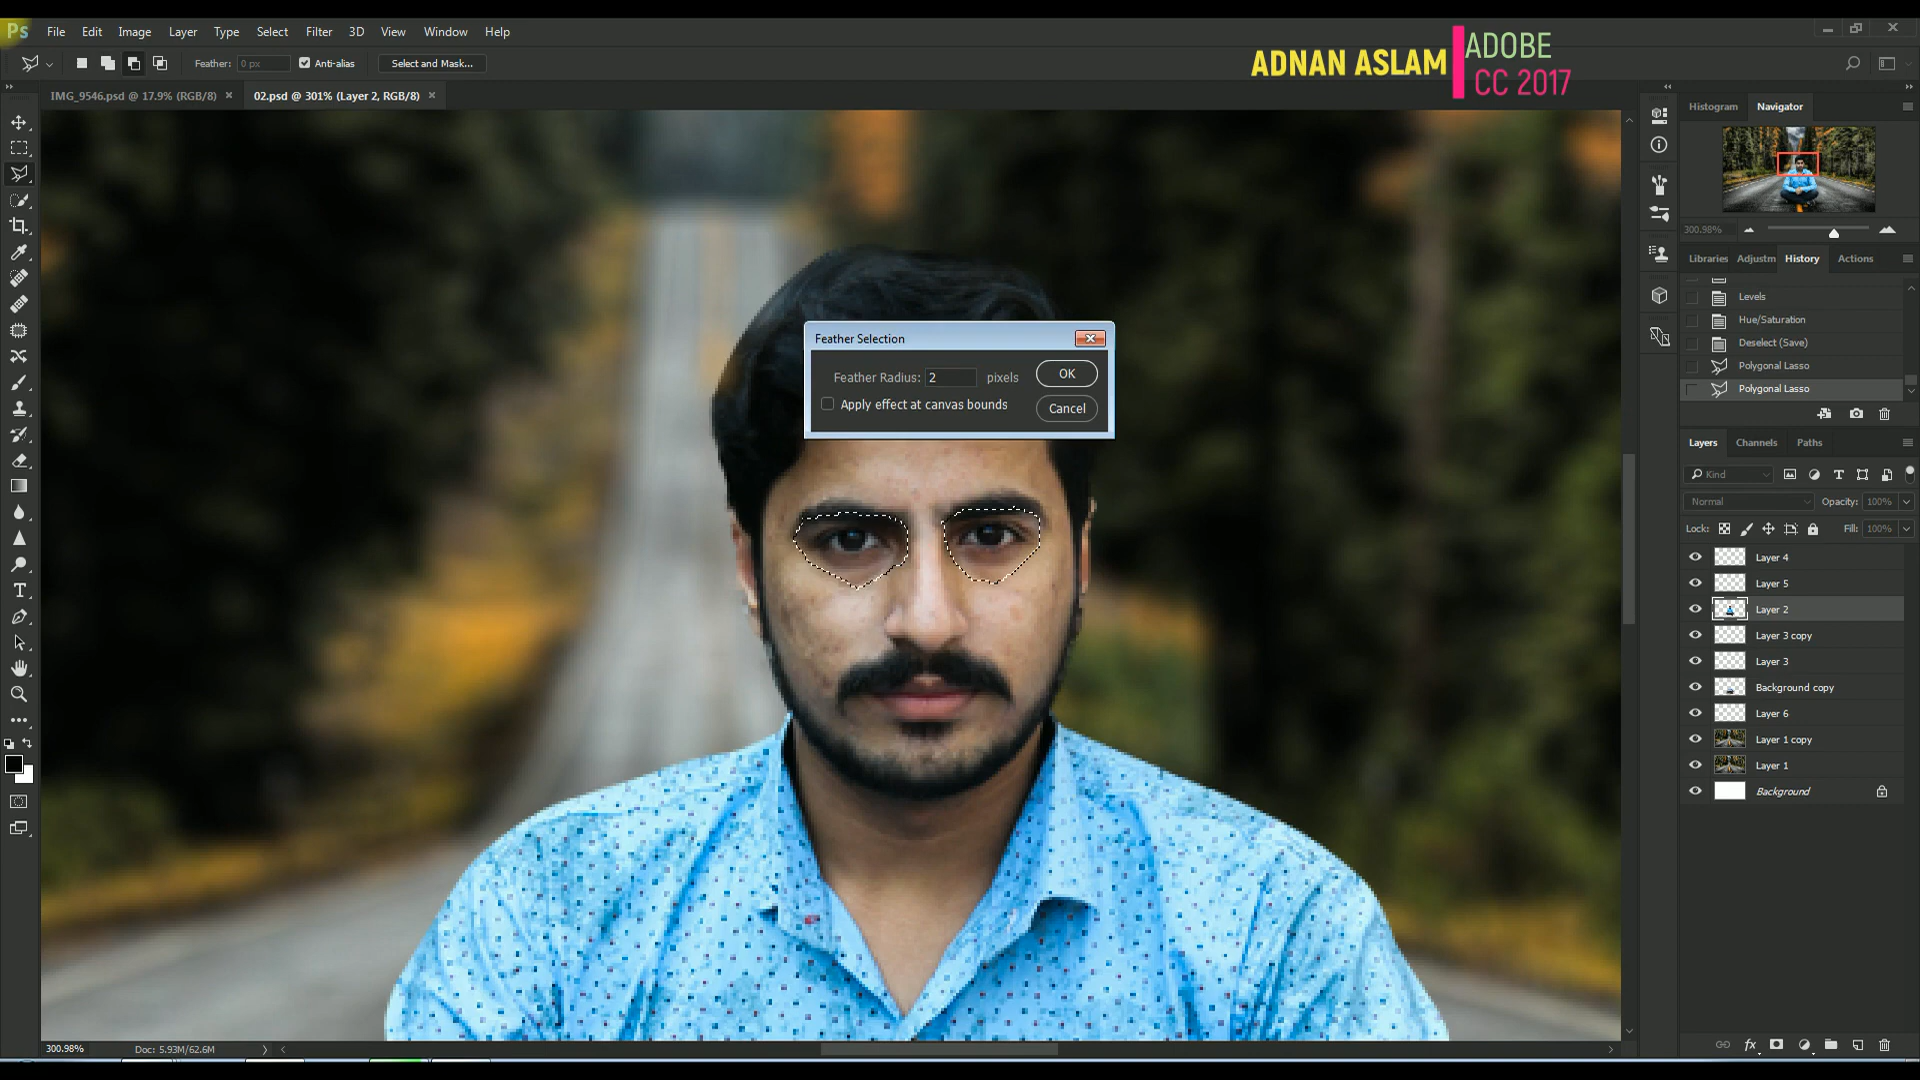 Ps File Edit Image Layer Type Select Filter 3D View Window Help
ADNAN ASLAM
ADOBE
CC 2017
Feather: 0 px Anti-alias Select and Mask...
IMG_9546.psd @ 17.9% (RGB/8) × 02.psd @ 301% (Layer 2, RGB/8) ×
Histogram Navigator
300.98%
Libraries Adjustm History Actions
Levels
Hue/Saturation
Deselect (Save)
Polygonal Lasso
Polygonal Lasso
Feather Selection
Feather Radius: 2 pixels OK
Apply effect at canvas bounds Cancel
Layers Channels Paths
Kind
Normal Opacity: 100%
Lock: Fill: 100%
Layer 4
Layer 5
Layer 2
Layer 3 copy
Layer 3
Background copy
Layer 6
Layer 1 copy
Layer 1
Background
300.98% Doc: 5.93M/62.6M